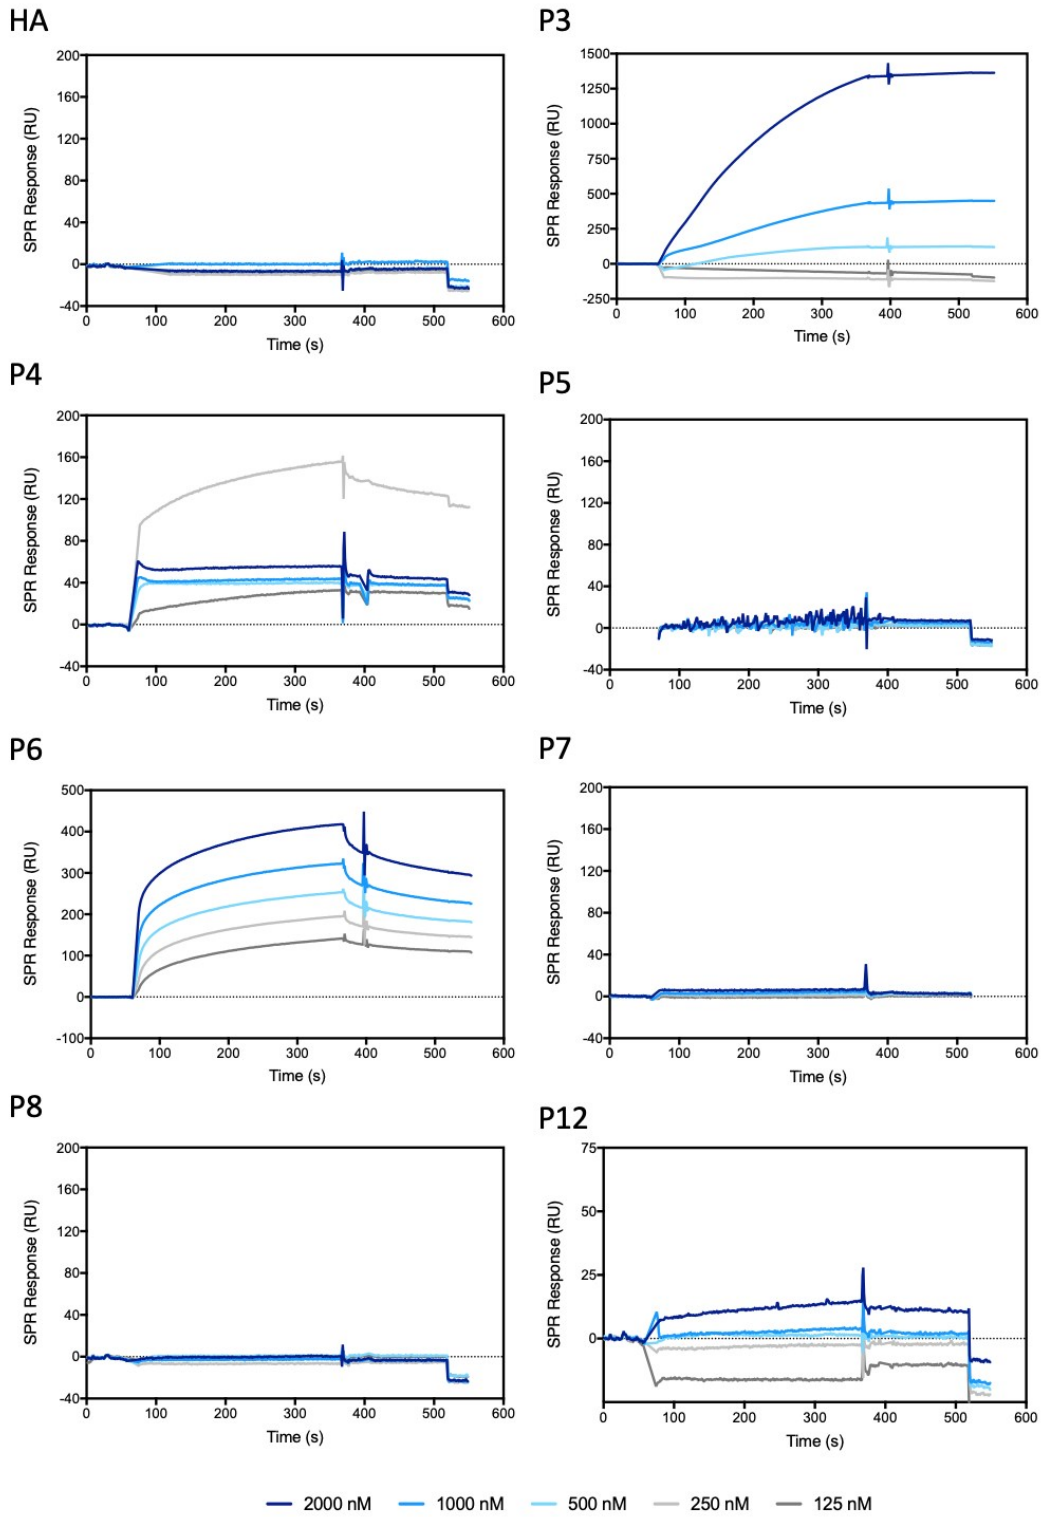 HA
200
160
120
80
40
0
-40
SPR Response (RU)
0 100 200 300 400 500 600
Time (s)
P3
1500
1250
1000
750
500
250
0
-250
SPR Response (RU)
0 100 200 300 400 500 600
Time (s)
P4
200
160
120
80
40
0
-40
SPR Response (RU)
0 100 200 300 400 500 600
Time (s)
P5
200
160
120
80
40
0
-40
SPR Response (RU)
0 100 200 300 400 500 600
Time (s)
P6
500
400
300
200
100
0
-100
SPR Response (RU)
0 100 200 300 400 500 600
Time (s)
P7
200
160
120
80
40
0
-40
SPR Response (RU)
0 100 200 300 400 500 600
Time (s)
P8
200
160
120
80
40
0
-40
SPR Response (RU)
0 100 200 300 400 500 600
Time (s)
P12
75
50
25
0
SPR Response (RU)
0 100 200 300 400 500 600
Time (s)
2000 nM 1000 nM 500 nM 250 nM 125 nM